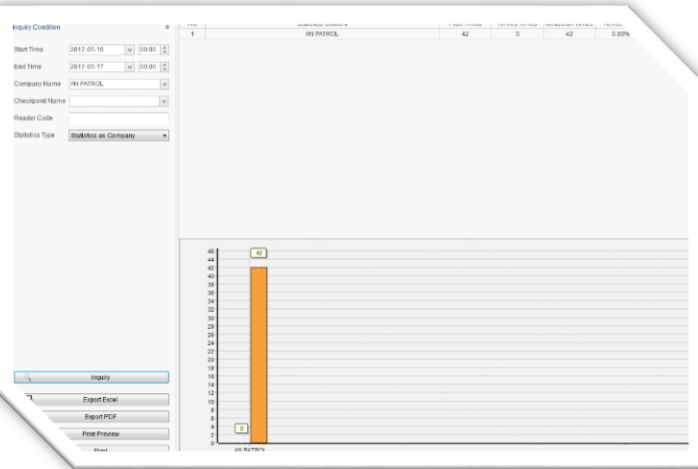 Inquiry Condition
Start Time 2017-05-15 00:00
End Time 2017-05-17 00:00
Company Name AN PATROL
Checkpoint Name
Reader Code
Statistics Type Statistics as Company
Inquiry
Export Excel
Export PDF
Print Preview
Print
1 AN PATROL 42 0 42 0.00%
46
44
42
40
38
36
34
32
30
28
26
24
22
20
18
16
14
12
10
8
6
4
2
0
42
0
AN PATROL